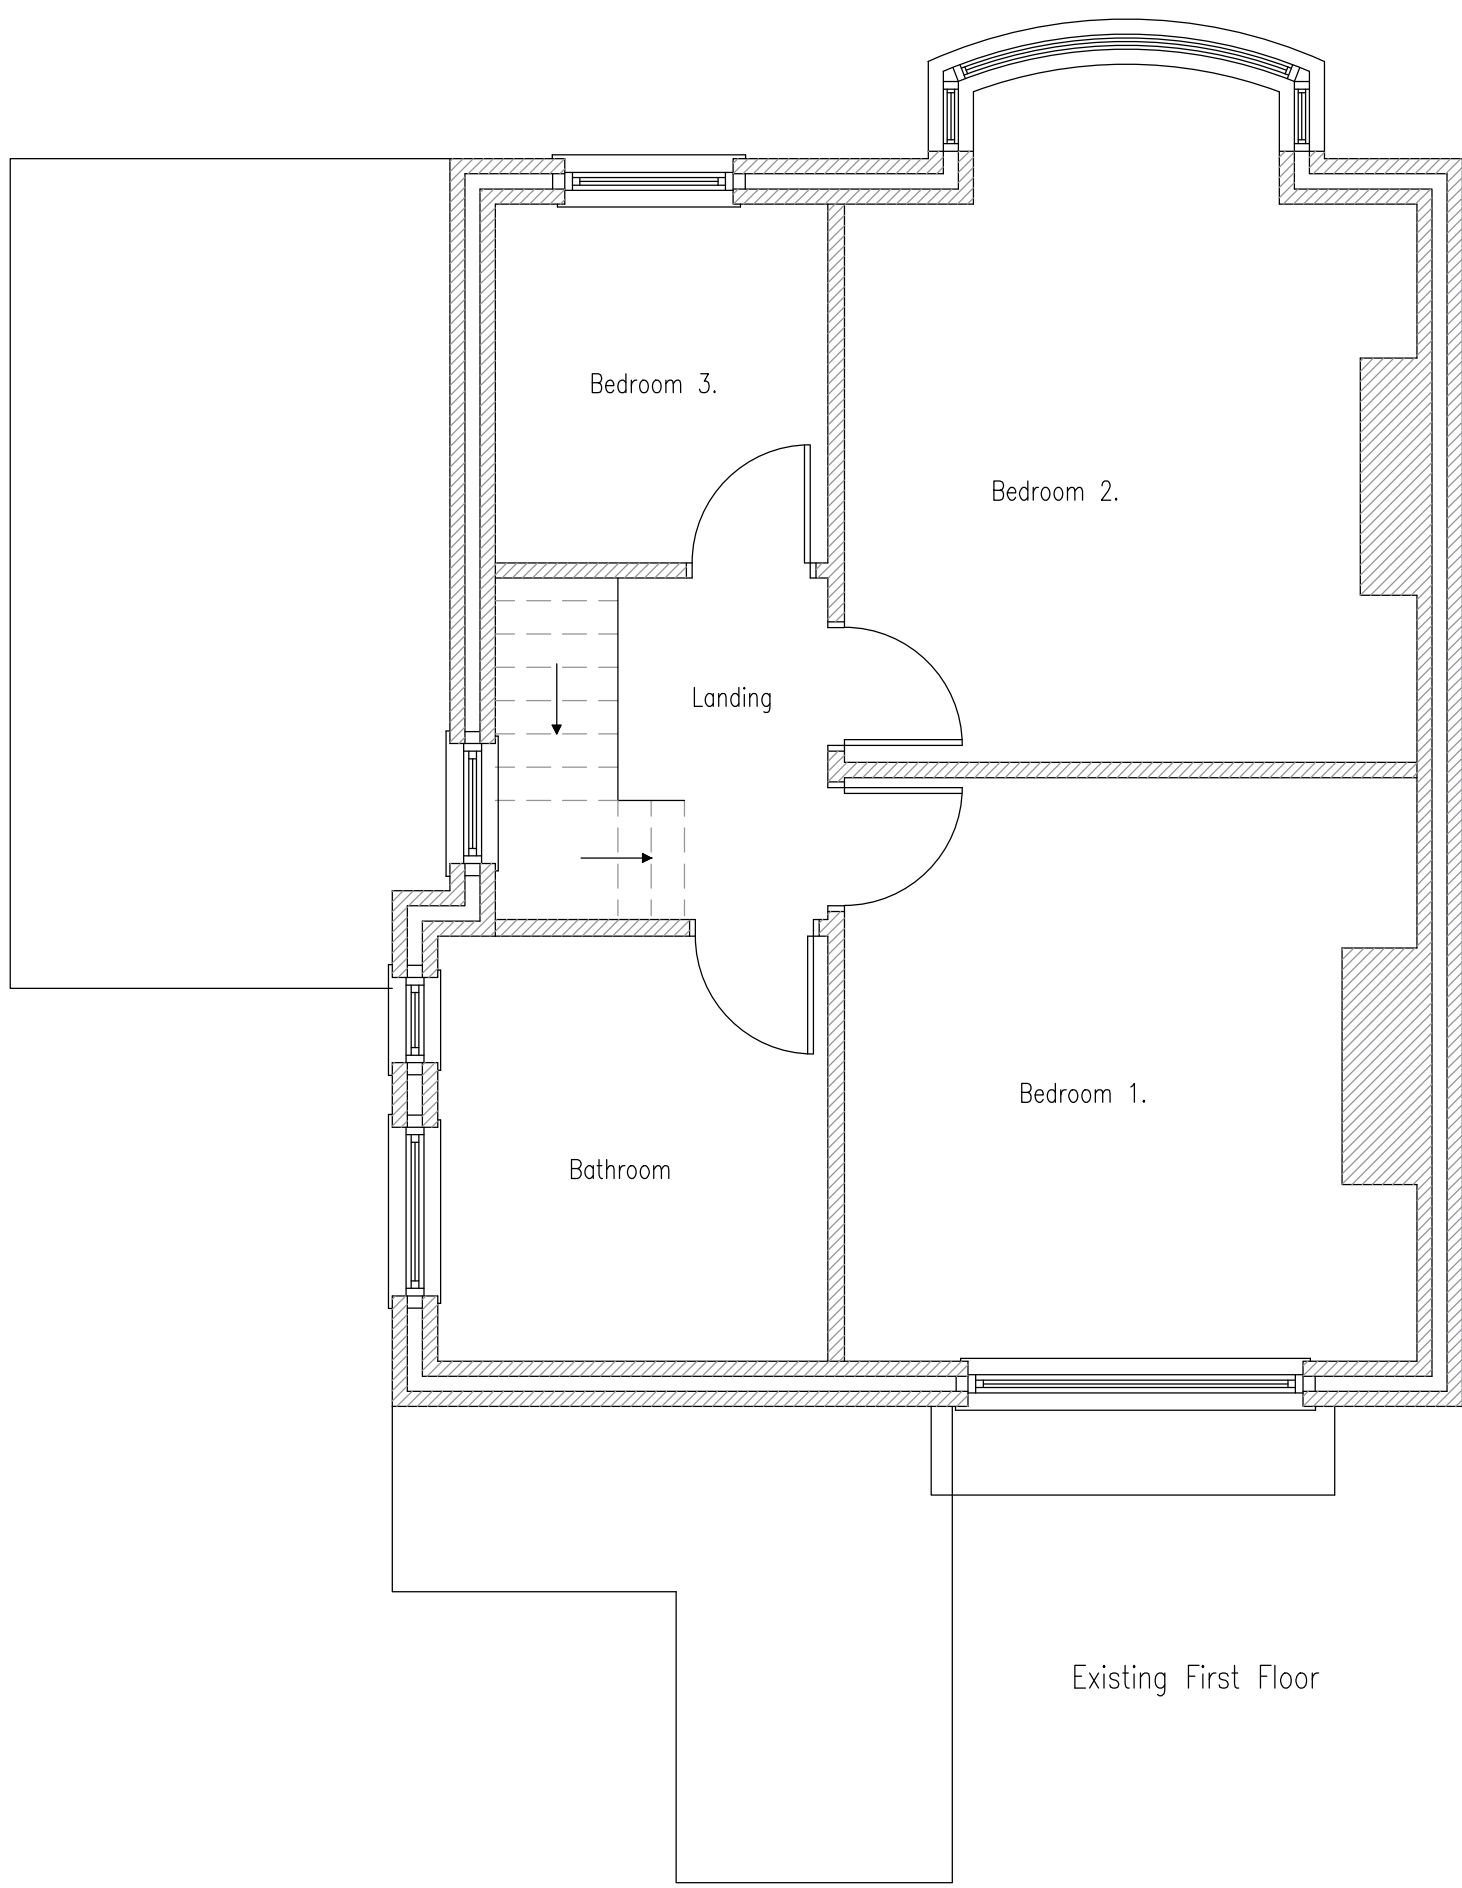 Bedroom 3.
Bedroom 2.
Landing
Bedroom 1.
Bathroom
Existing First Floor